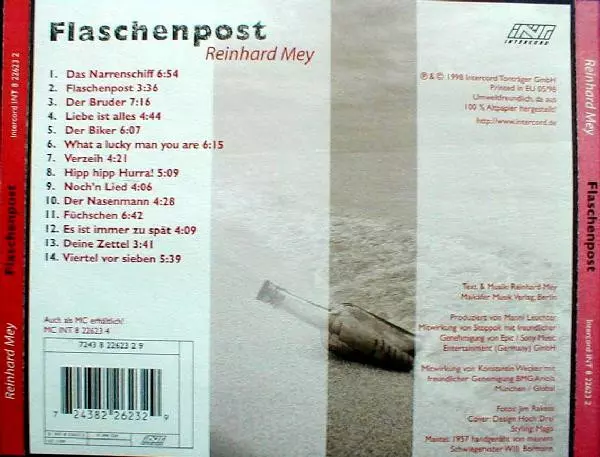 Flaschenpost
Reinhard Mey
1. Das Narrenschiff 6:54
2. Flaschenpost 3:36
3. Der Bruder 7:16
4. Liebe ist alles 4:44
5. Der Biker 6:07
6. What a lucky man you are 6:15
7. Verzeih 4:21
8. Hipp hipp Hurra! 5:09
9. Noch'n Lied 4:06
10. Der Nasenmann 4:28
11. Füchschen 6:42
12. Es ist immer zu spät 4:09
13. Deine Zettel 3:41
14. Viertel vor sieben 5:39
Auch als MC erhältlich!
MC INT 8 22623 4
7243 8 22623 2 9
7 24382 26232 9
INT
INTERCORD
℗ & © 1998 Intercord Tonträger GmbH
Printed in EU 05/98
Umweltfreundlich, da aus
100 % Altpapier hergestellt!
http://www.intercord.de
Text & Musik: Reinhard Mey
Maikäfer Musik Verlag, Berlin
Produziert von Manfred Leuchter
Mitwirkung von Stoppok mit freundlicher
Genehmigung von Epic / Sony Music
Entertainment (Germany) GmbH
Mitwirkung von Konstantin Wecker mit
freundlicher Genehmigung BMG Ariola
München / Global
Fotos: Jim Rakete
Cover: Design Hoch Drei
Styling: Mago
Mantel: 1957 handgenäht von meinem
Schwiegervater Willi Bormann
Reinhard Mey
Flaschenpost
Intercord INT 8 22623 2
Reinhard Mey
Flaschenpost
Intercord INT 8 22623 2